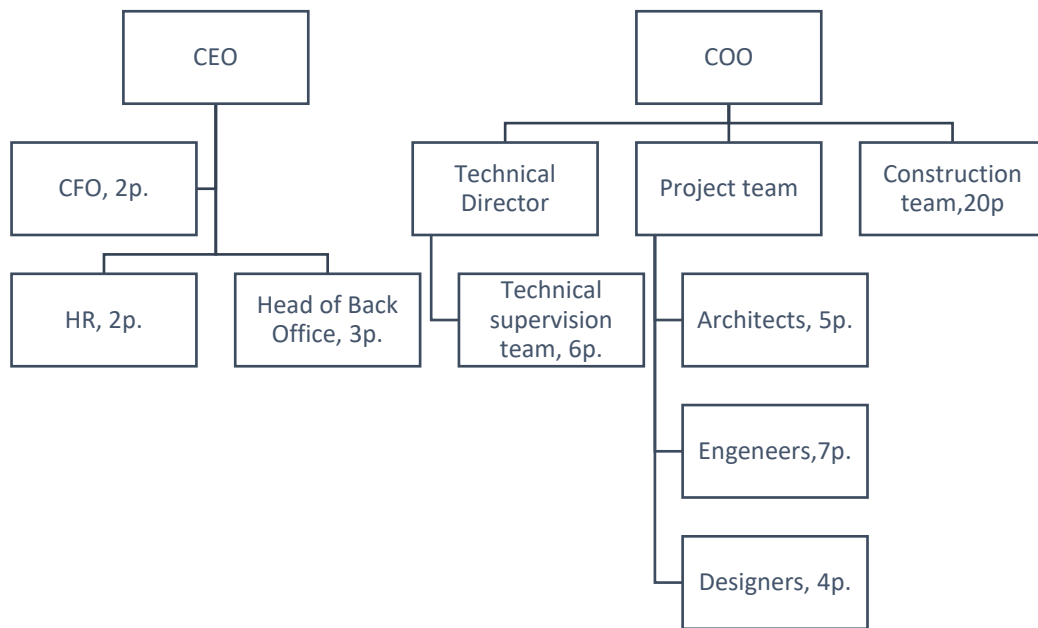 CEO
COO
CFO, 2p.
Technical
Director
Project team
Construction
team,20p
HR, 2p.
Head of Back
Office, 3p.
Technical
supervision
team, 6p.
Architects, 5p.
Engeneers,7p.
Designers, 4p.